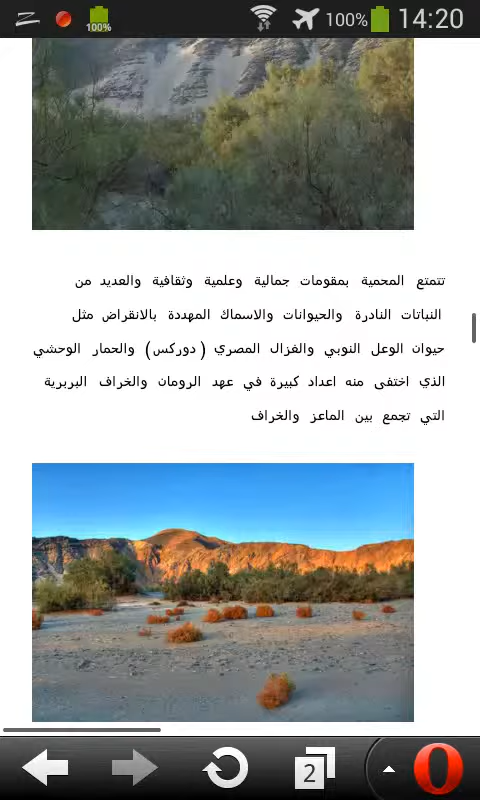 100%
100%
14:20
تتمتع المحمية بمقومات جمالية وعلمية وثقافية والعديد من
النباتات النادرة والحيوانات والاسماك المهددة بالانقراض مثل
حيوان الوعل النوبي والغزال المصري ( دوركس) والحمار الوحشي
الذي اختفى منه اعداد كبيرة في عهد الرومان والخراف البربرية
التي تجمع بين الماعز والخراف
2